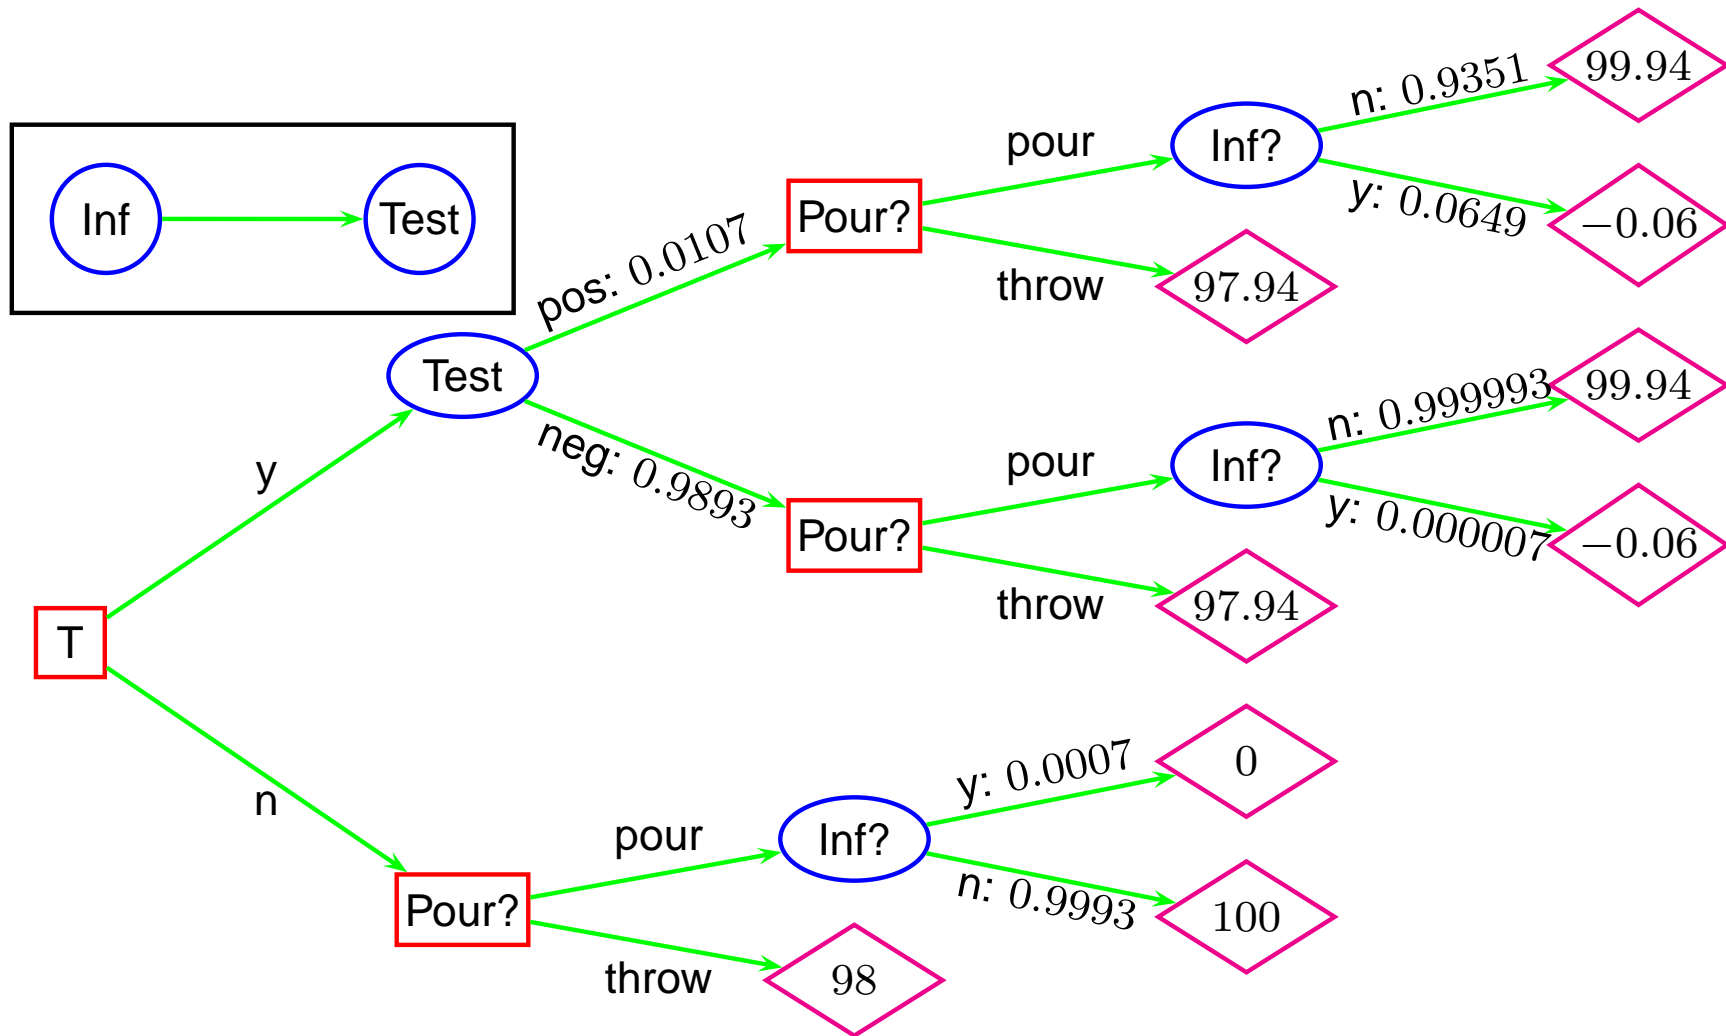 Inf
Test
T
y
n
Test
pos: 0.0107
neg: 0.9893
Pour?
pour
throw
Inf?
n: 0.9351
y: 0.0649
99.94
−0.06
97.94
Pour?
pour
throw
Inf?
n: 0.999993
y: 0.000007
99.94
−0.06
97.94
Pour?
pour
throw
Inf?
y: 0.0007
n: 0.9993
0
100
98